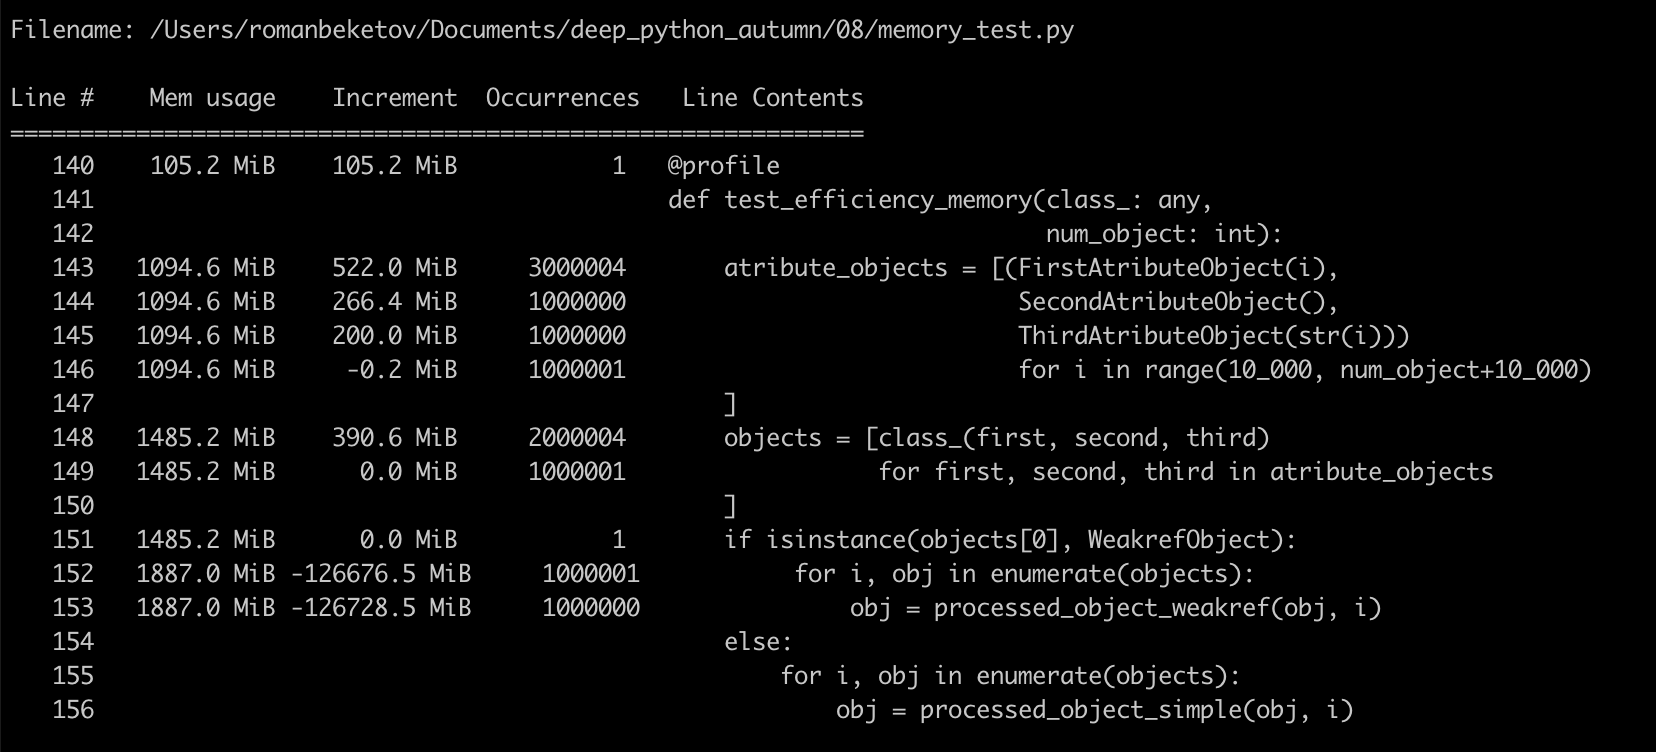 Filename: /Users/romanbeketov/Documents/deep_python_autumn/08/memory_test.py

Line #    Mem usage    Increment  Occurrences   Line Contents
=============================================================
   140    105.2 MiB    105.2 MiB           1   @profile
   141                                         def test_efficiency_memory(class_: any,
   142                                                                    num_object: int):
   143   1094.6 MiB    522.0 MiB     3000004       atribute_objects = [(FirstAtributeObject(i),
   144   1094.6 MiB    266.4 MiB     1000000                            SecondAtributeObject(),
   145   1094.6 MiB    200.0 MiB     1000000                            ThirdAtributeObject(str(i)))
   146   1094.6 MiB     -0.2 MiB     1000001                            for i in range(10_000, num_object+10_000)
   147                                             ]
   148   1485.2 MiB    390.6 MiB     2000004       objects = [class_(first, second, third)
   149   1485.2 MiB      0.0 MiB     1000001                  for first, second, third in atribute_objects
   150                                             ]
   151   1485.2 MiB      0.0 MiB           1       if isinstance(objects[0], WeakrefObject):
   152   1887.0 MiB -126676.5 MiB     1000001           for i, obj in enumerate(objects):
   153   1887.0 MiB -126728.5 MiB     1000000               obj = processed_object_weakref(obj, i)
   154                                             else:
   155                                                 for i, obj in enumerate(objects):
   156                                                     obj = processed_object_simple(obj, i)